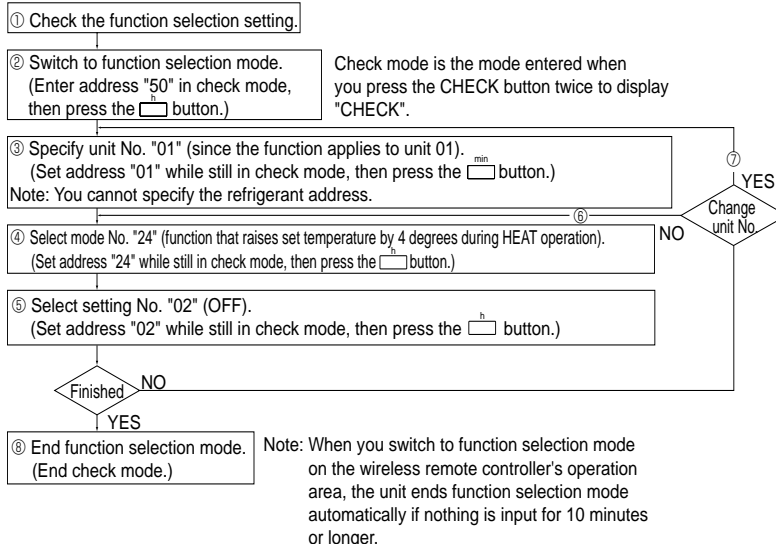 ① Check the function selection setting.
② Switch to function selection mode.
(Enter address "50" in check mode,
then press the h button.)
Check mode is the mode entered when
you press the CHECK button twice to display
"CHECK".
③ Specify unit No. "01" (since the function applies to unit 01).
(Set address "01" while still in check mode, then press the min button.)
Note: You cannot specify the refrigerant address.
⑦
YES
Change
unit No.
⑥
NO
④ Select mode No. "24" (function that raises set temperature by 4 degrees during HEAT operation).
(Set address "24" while still in check mode, then press the h button.)
⑤ Select setting No. "02" (OFF).
(Set address "02" while still in check mode, then press the h button.)
Finished
NO
YES
⑧ End function selection mode.
(End check mode.)
Note: When you switch to function selection mode
on the wireless remote controller's operation
area, the unit ends function selection mode
automatically if nothing is input for 10 minutes
or longer.